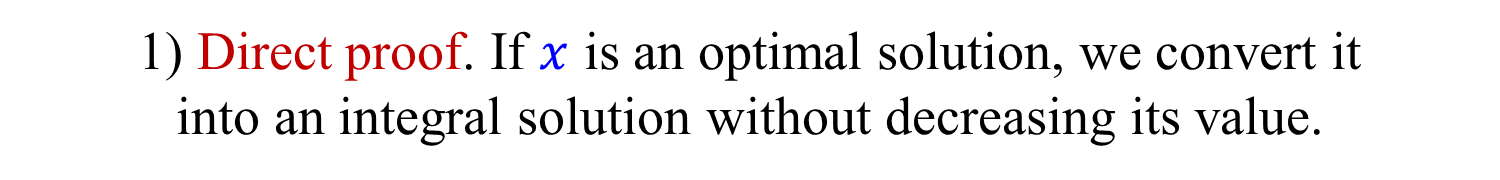 1) Direct proof. If x is an optimal solution, we convert it
into an integral solution without decreasing its value.